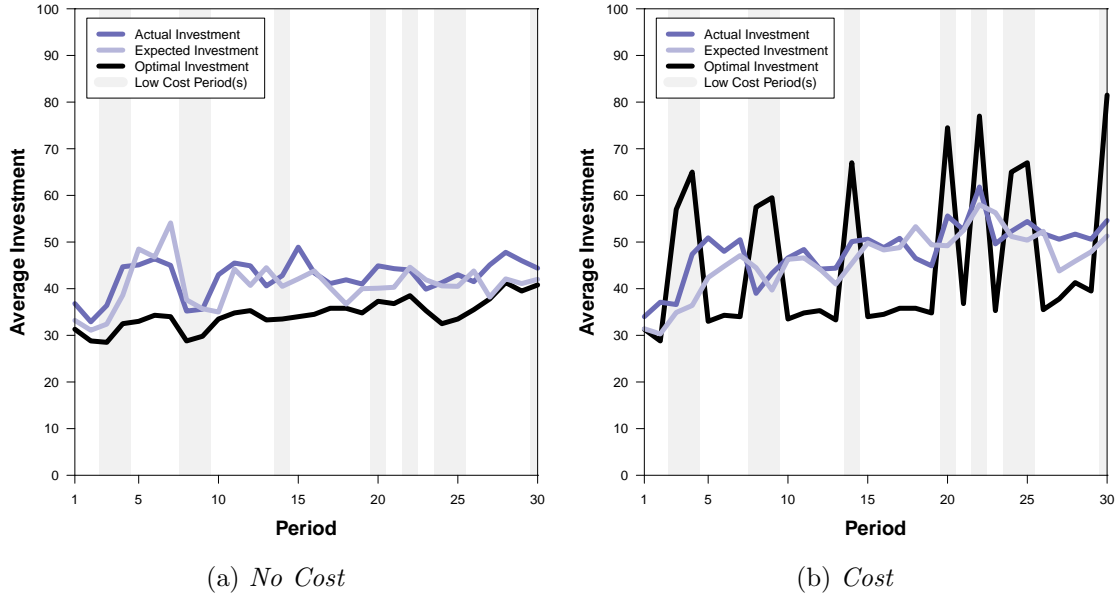 100
90
80
70
60
50
40
30
20
10
0
Average Investment
Actual Investment
Expected Investment
Optimal Investment
Low Cost Period(s)
1 5 10 15 20 25 30
Period
(a) No Cost
100
90
80
70
60
50
40
30
20
10
0
Average Investment
Actual Investment
Expected Investment
Optimal Investment
Low Cost Period(s)
1 5 10 15 20 25 30
Period
(b) Cost